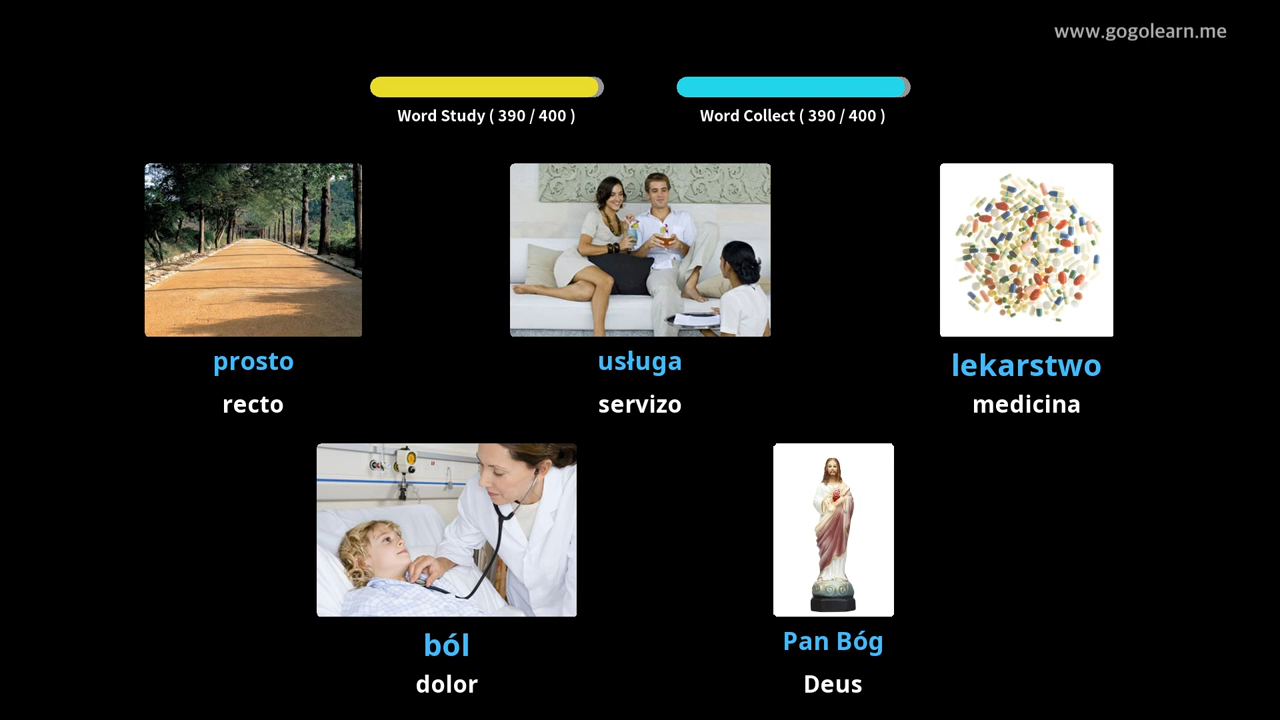 www.gogolearn.me
Word Study ( 390 / 400 )
Word Collect ( 390 / 400 )
prosto
usługa
lekarstwo
recto
servizo
medicina
ból
Pan Bóg
dolor
Deus